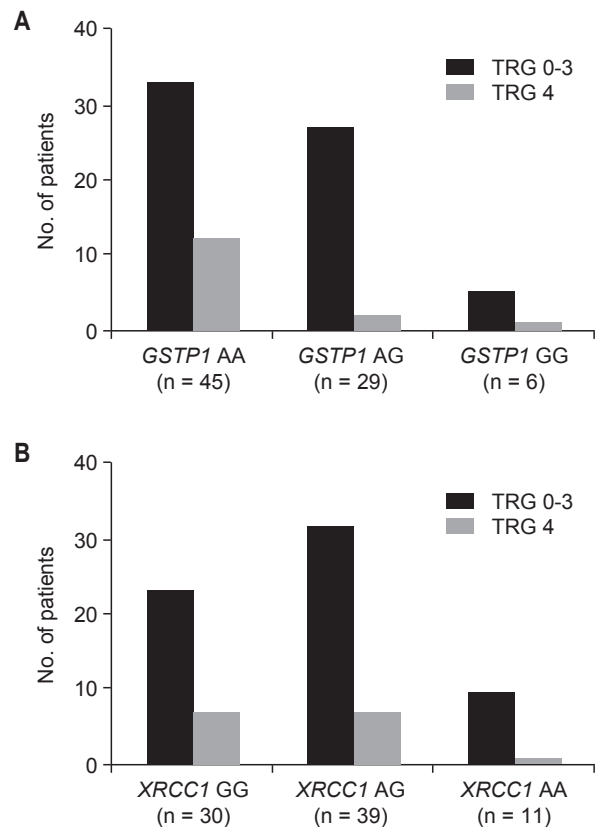 A
40
30
20
10
0
No. of patients
TRG 0-3
TRG 4
GSTP1 AA
(n = 45)
GSTP1 AG
(n = 29)
GSTP1 GG
(n = 6)
B
40
30
20
10
0
No. of patients
TRG 0-3
TRG 4
XRCC1 GG
(n = 30)
XRCC1 AG
(n = 39)
XRCC1 AA
(n = 11)